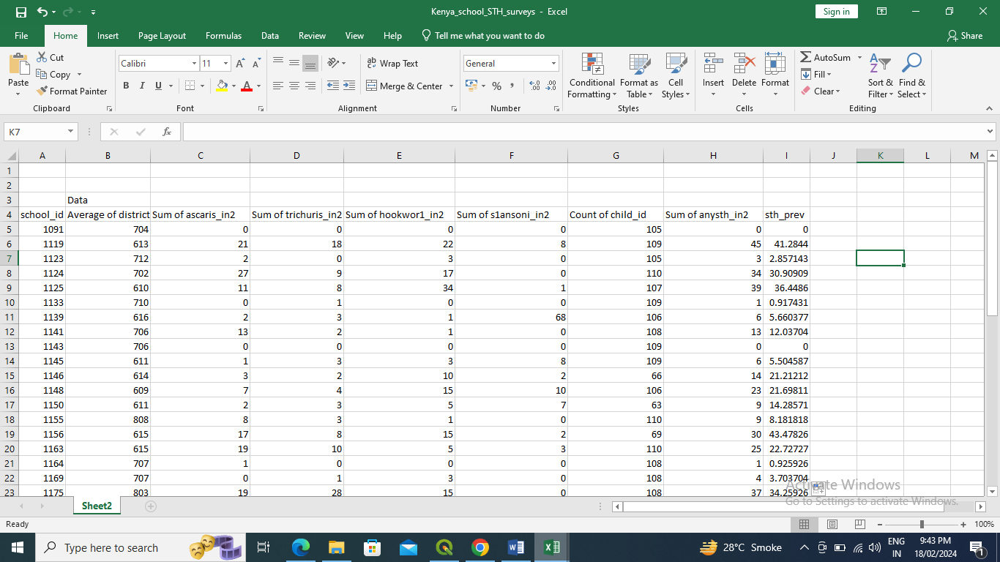 Kenya_school_STH_surveys - Excel
Sign in
File Home Insert Page Layout Formulas Data Review View Help Tell me what you want to do Share
Paste
Cut
Copy
Format Painter
Clipboard
Calibri 11
B I U
Font
Wrap Text
Merge & Center
Alignment
General
%
Number
Conditional Formatting
Format as Table
Cell Styles
Styles
Insert Delete Format
Cells
AutoSum
Fill
Clear
Sort & Filter
Find & Select
Editing
K7 fx
A B C D E F G H I J K L M
1
2
3 Data
4 school_id Average of district Sum of ascaris_in2 Sum of trichuris_in2 Sum of hookwor1_in2 Sum of s1ansoni_in2 Count of child_id Sum of anysth_in2 sth_prev
5 1091 704 0 0 0 0 105 0 0
6 1119 613 21 18 22 8 109 45 41.2844
7 1123 712 2 0 3 0 105 3 2.857143
8 1124 702 27 9 17 0 110 34 30.90909
9 1125 610 11 8 34 1 107 39 36.4486
10 1133 710 0 1 0 0 109 1 0.917431
11 1139 616 2 3 1 68 106 6 5.660377
12 1141 706 13 2 1 0 108 13 12.03704
13 1143 706 0 0 0 0 109 0 0
14 1145 611 1 3 3 8 109 6 5.504587
15 1146 614 3 2 10 2 66 14 21.21212
16 1148 609 7 4 15 10 106 23 21.69811
17 1150 611 2 3 5 7 63 9 14.28571
18 1155 808 8 3 1 0 110 9 8.181818
19 1156 615 17 8 15 2 69 30 43.47826
20 1163 615 19 10 5 3 110 25 22.72727
21 1164 707 1 0 0 0 108 1 0.925926
22 1169 707 0 1 3 0 108 4 3.703704
23 1175 803 19 28 15 0 108 37 34.25926
Activate Windows
Go to Settings to activate Windows.
Sheet2
Ready
100%
Type here to search
28°C Smoke
ENG
IN
9:43 PM
18/02/2024
1